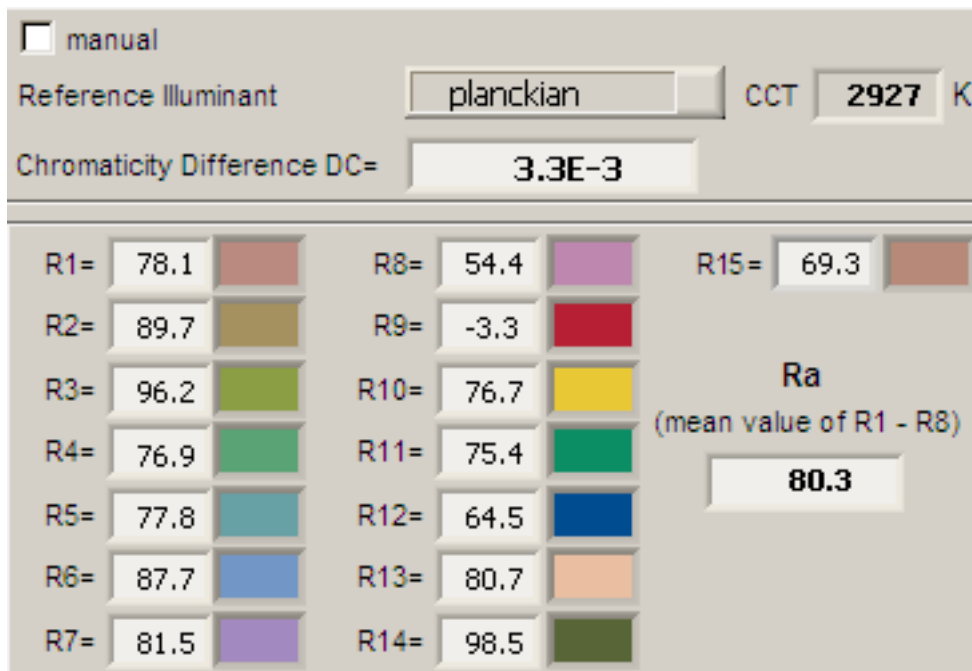 manual
Reference Illuminant planckian CCT 2927 K
Chromaticity Difference DC= 3.3E-3
R1= 78.1 R8= 54.4 R15= 69.3
R2= 89.7 R9= -3.3
R3= 96.2 R10= 76.7 Ra
(mean value of R1 - R8)
R4= 76.9 R11= 75.4
80.3
R5= 77.8 R12= 64.5
R6= 87.7 R13= 80.7
R7= 81.5 R14= 98.5